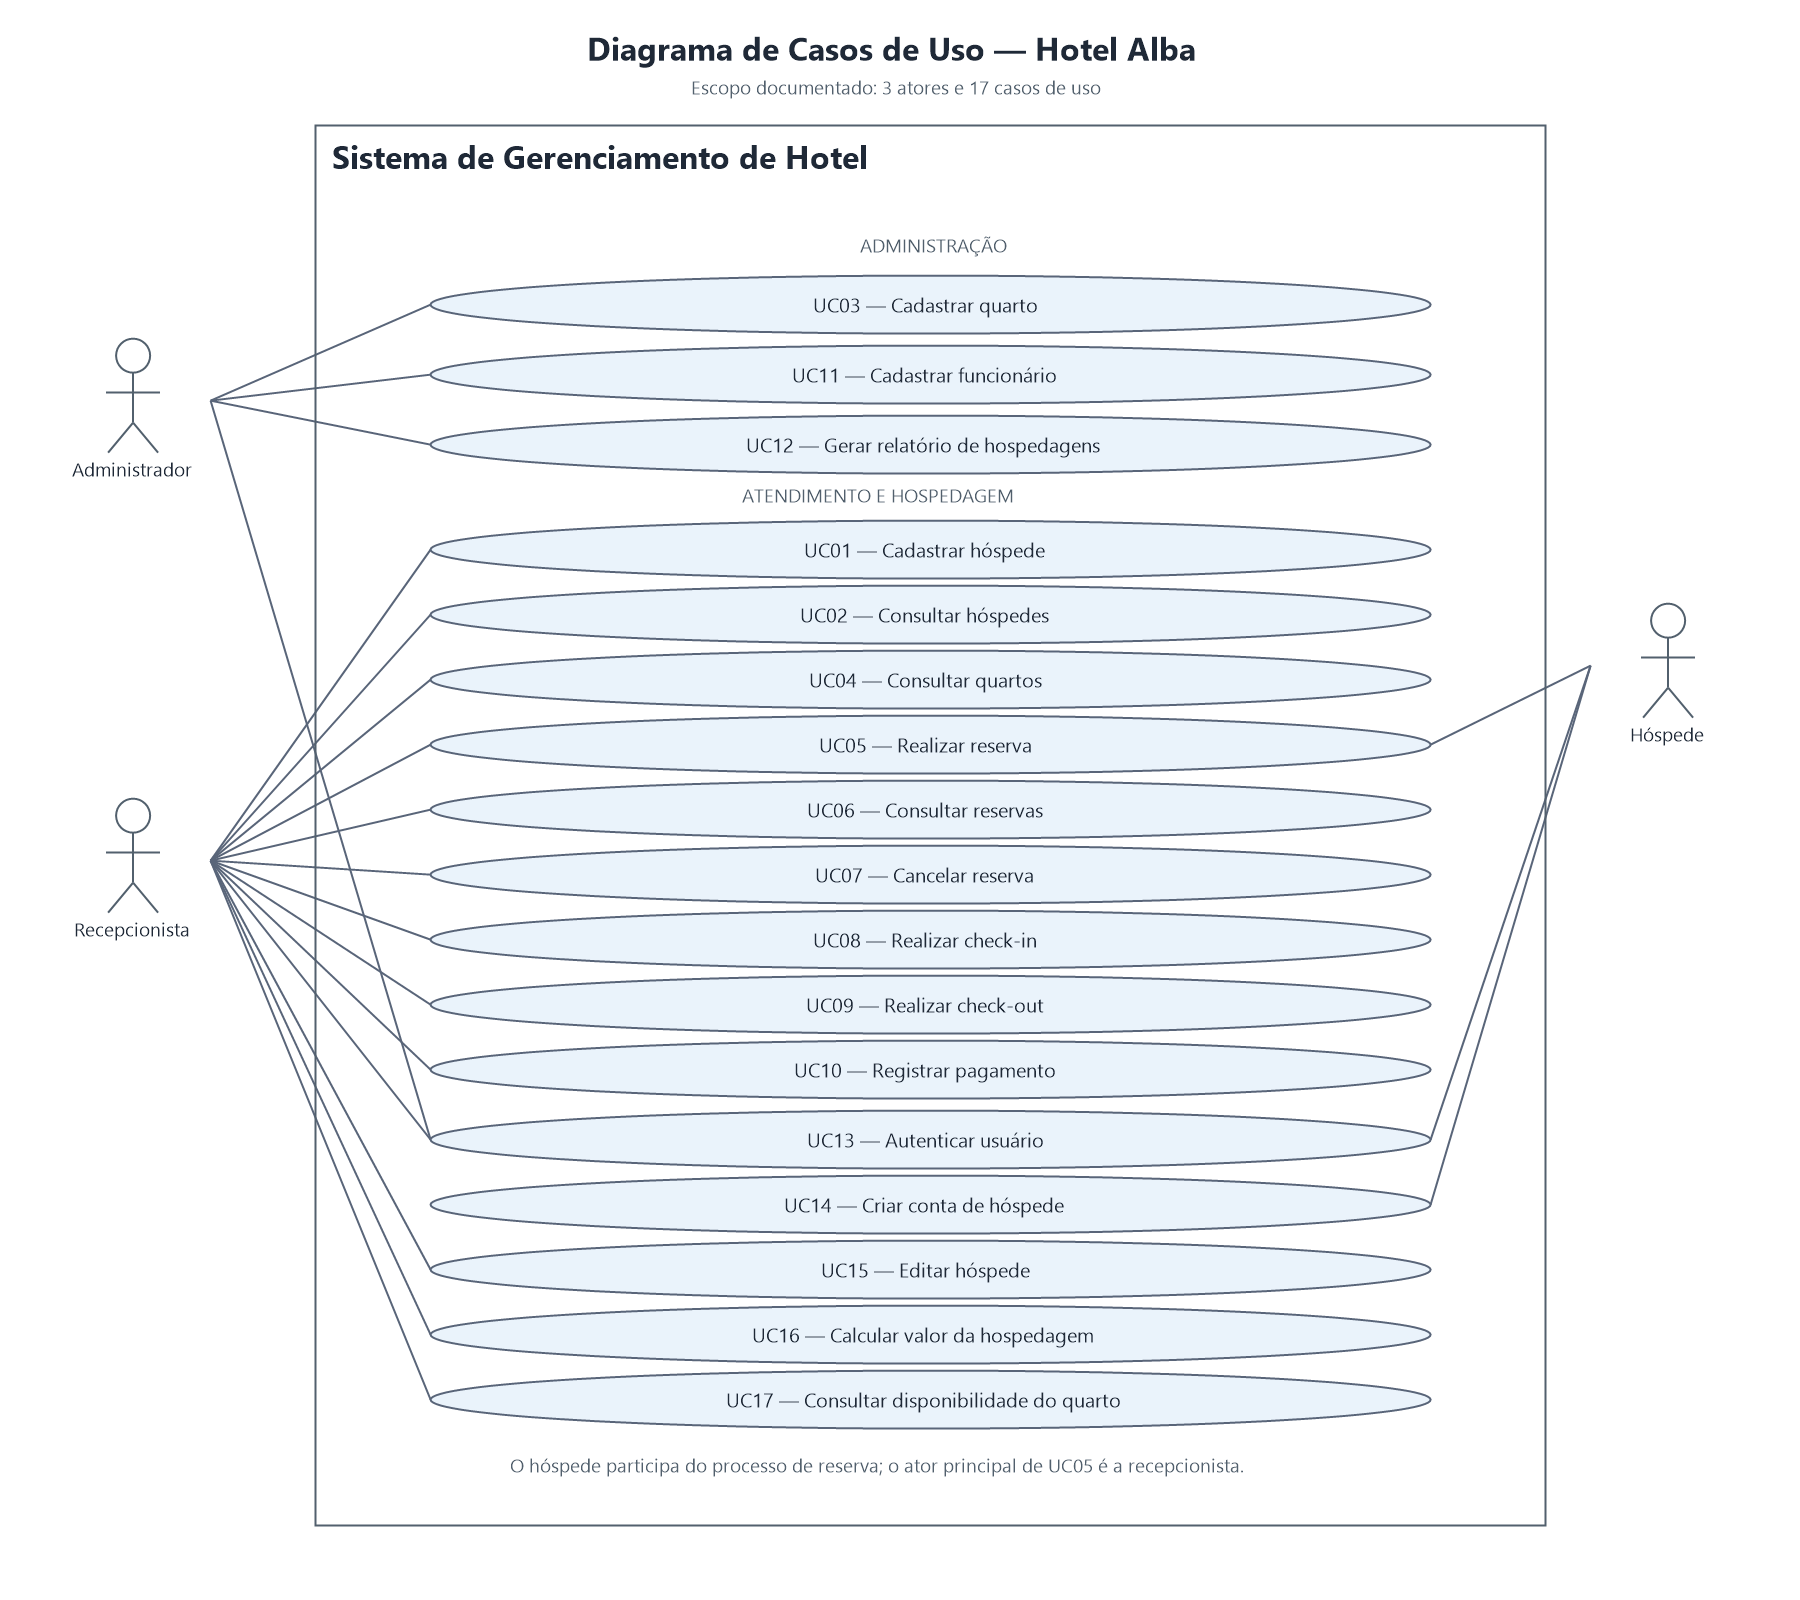 Diagrama de Casos de Uso — Hotel Alba
Escopo documentado: 3 atores e 17 casos de uso
Sistema de Gerenciamento de Hotel
ADMINISTRAÇÃO
UC03 — Cadastrar quarto
UC11 — Cadastrar funcionário
UC12 — Gerar relatório de hospedagens
Administrador
ATENDIMENTO E HOSPEDAGEM
UC01 — Cadastrar hóspede
UC02 — Consultar hóspedes
UC04 — Consultar quartos
UC05 — Realizar reserva
Hóspede
UC06 — Consultar reservas
UC07 — Cancelar reserva
Recepcionista
UC08 — Realizar check-in
UC09 — Realizar check-out
UC10 — Registrar pagamento
UC13 — Autenticar usuário
UC14 — Criar conta de hóspede
UC15 — Editar hóspede
UC16 — Calcular valor da hospedagem
UC17 — Consultar disponibilidade do quarto
O hóspede participa do processo de reserva; o ator principal de UC05 é a recepcionista.